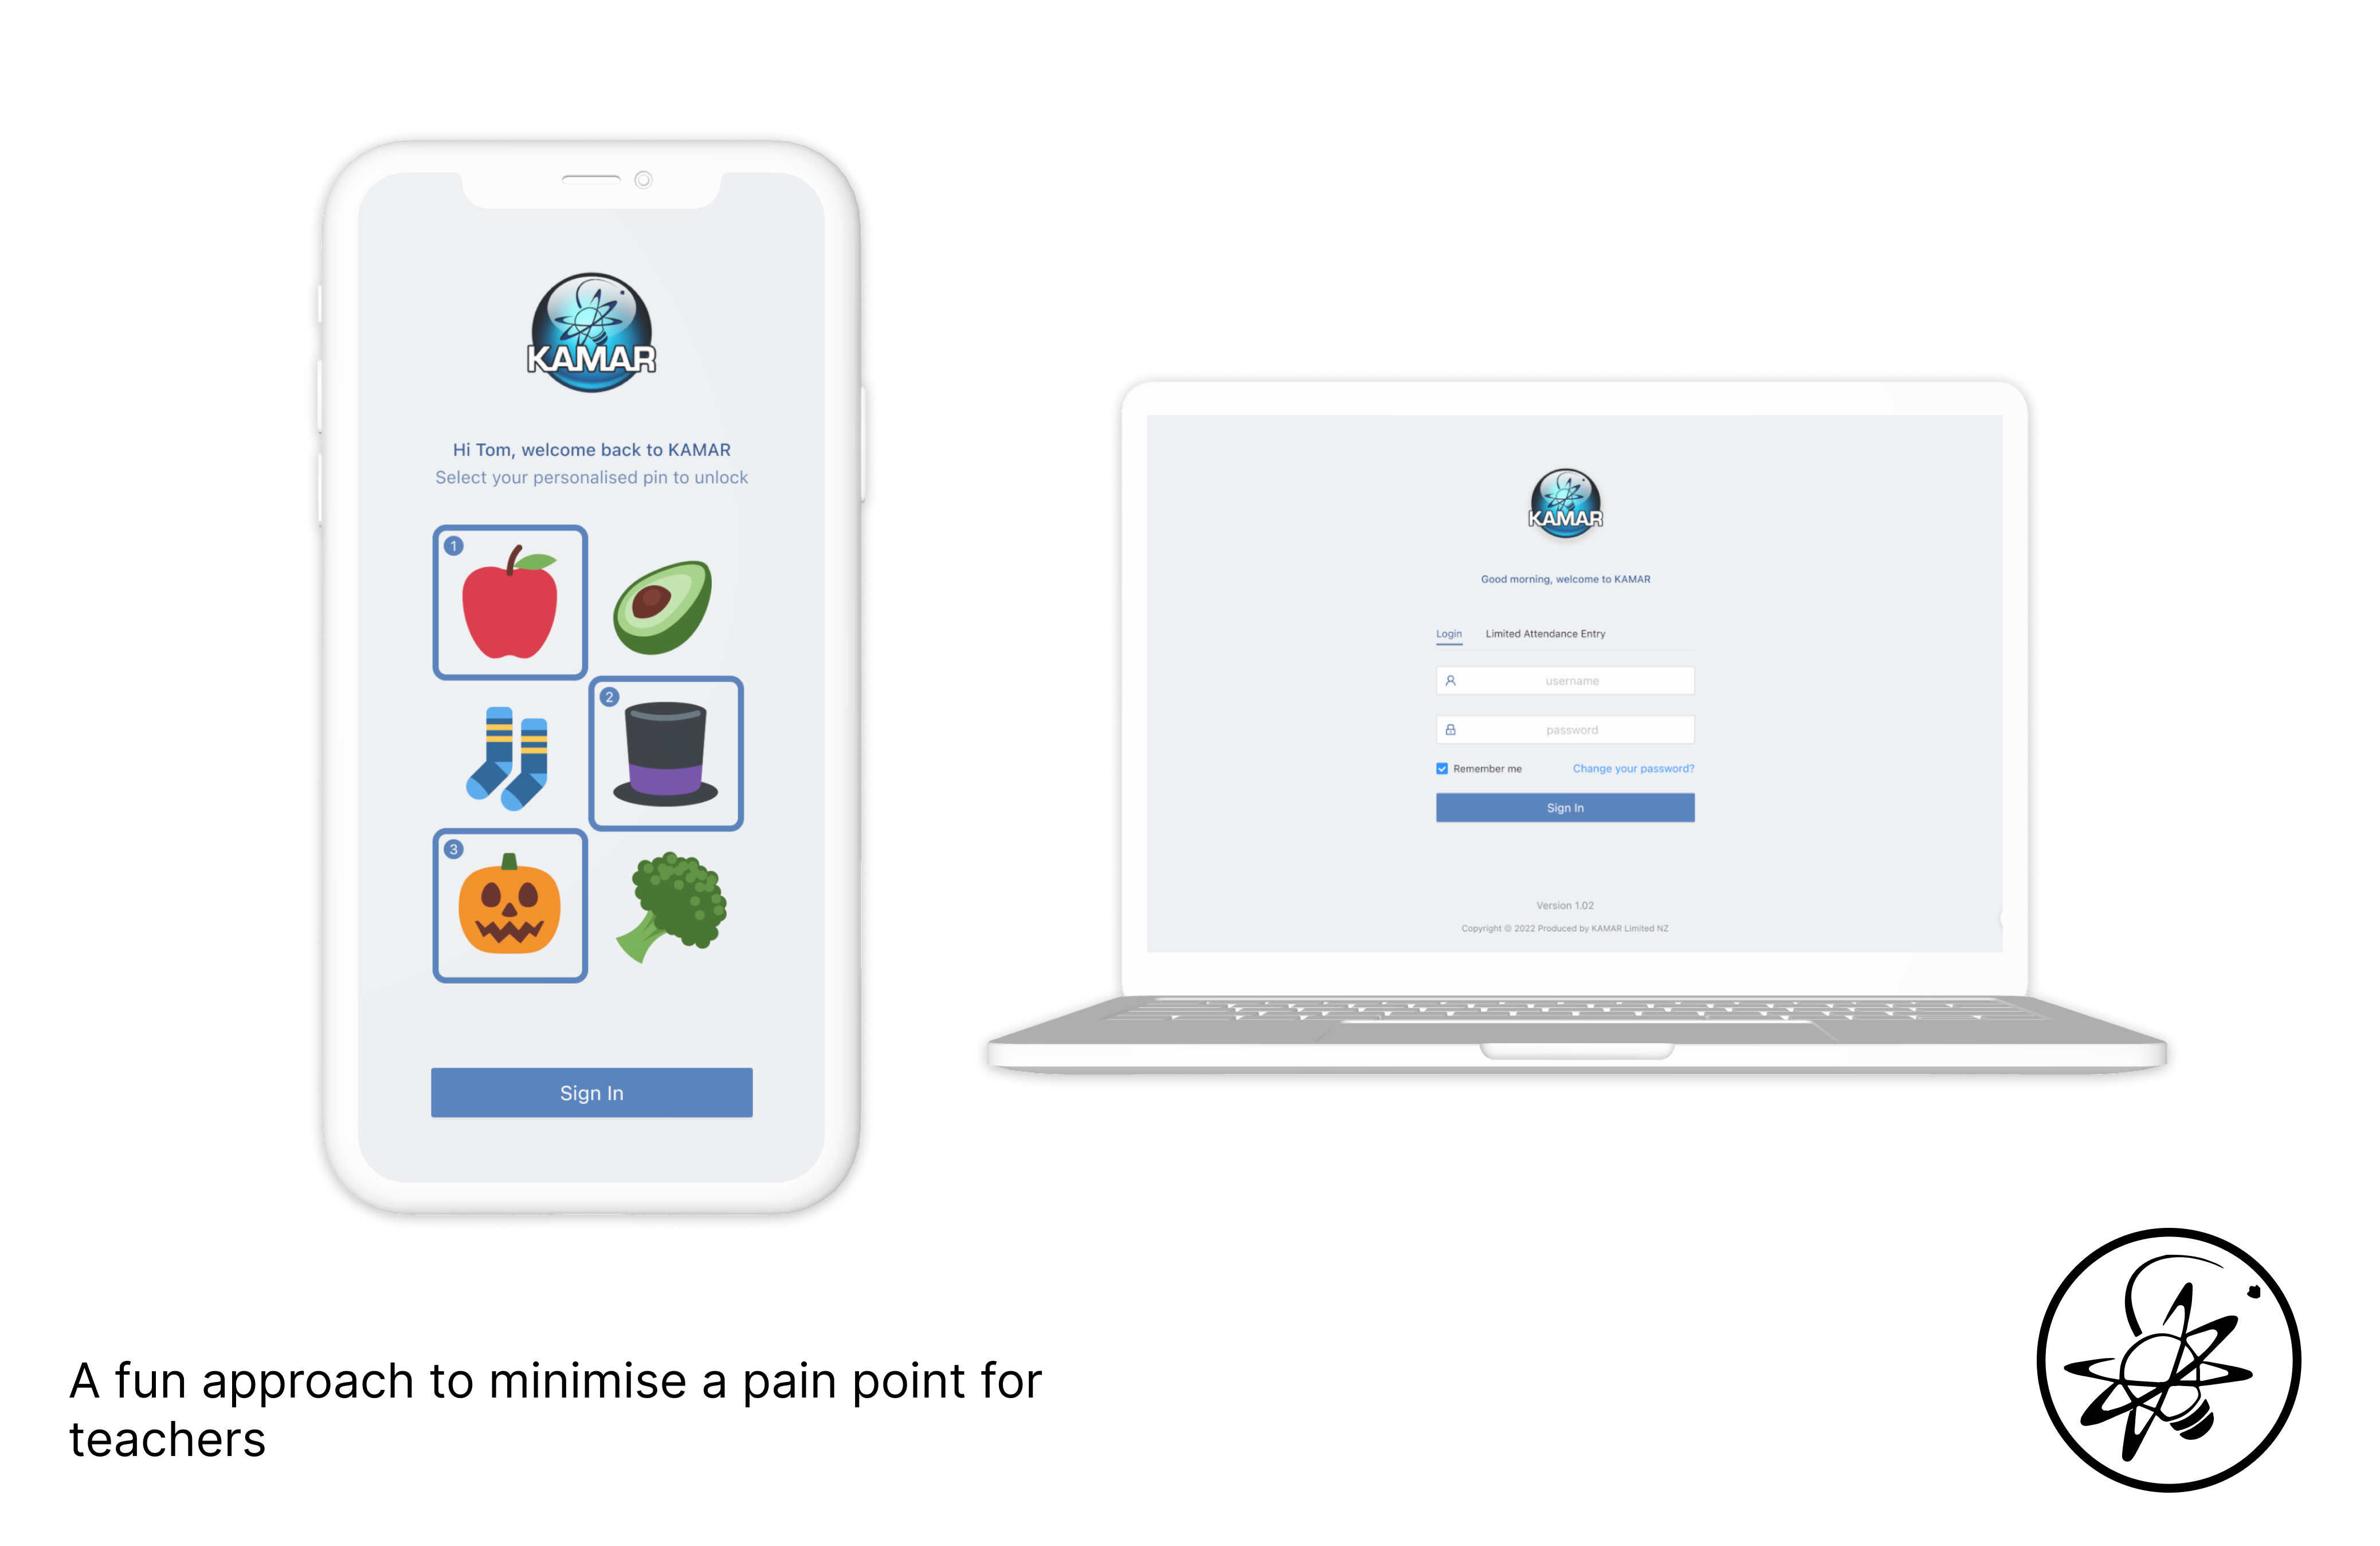 KAMAR
Hi Tom, welcome back to KAMAR
Select your personalised pin to unlock
1
2
3
Sign In
KAMAR
Good morning, welcome to KAMAR
Login Limited Attendance Entry
username
password
Remember me Change your password?
Sign In
Version 1.02
Copyright © 2022 Produced by KAMAR Limited NZ
A fun approach to minimise a pain point for
teachers